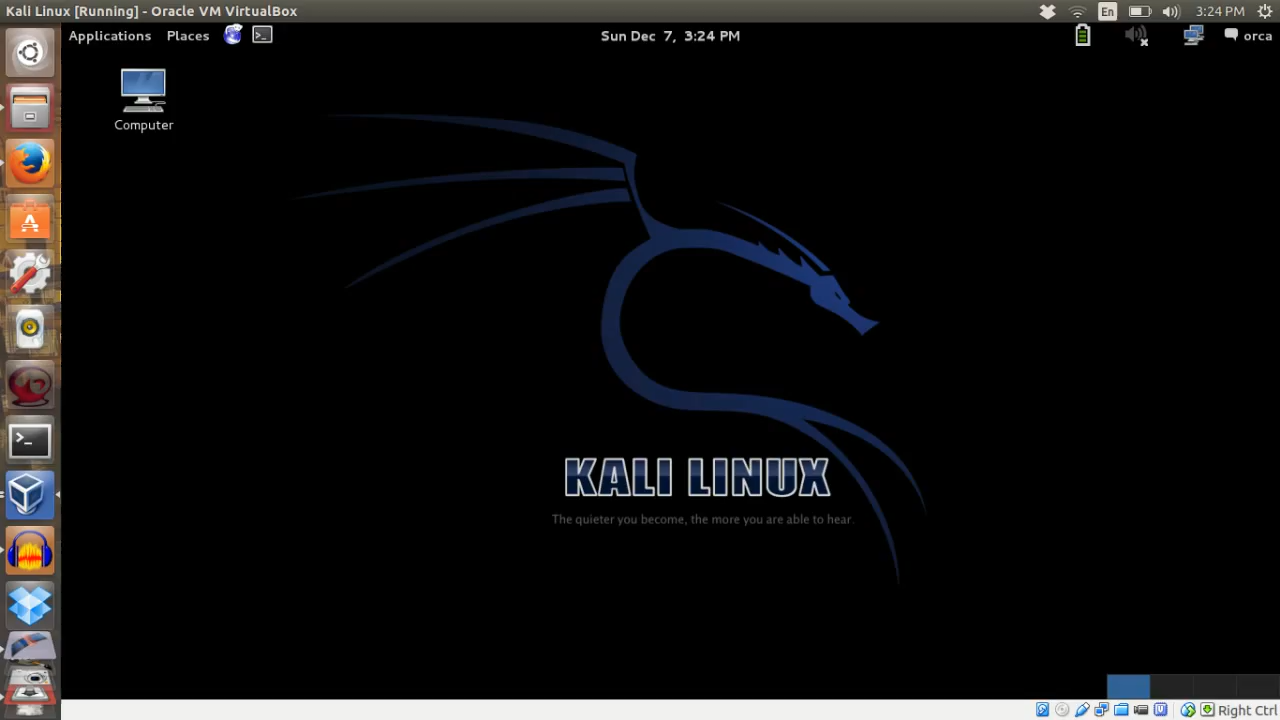 Kali Linux [Running] - Oracle VM VirtualBox
En
3:24 PM
Applications Places
Sun Dec 7, 3:24 PM
orca
Computer
KALI LINUX
The quieter you become, the more you are able to hear.
Right Ctrl